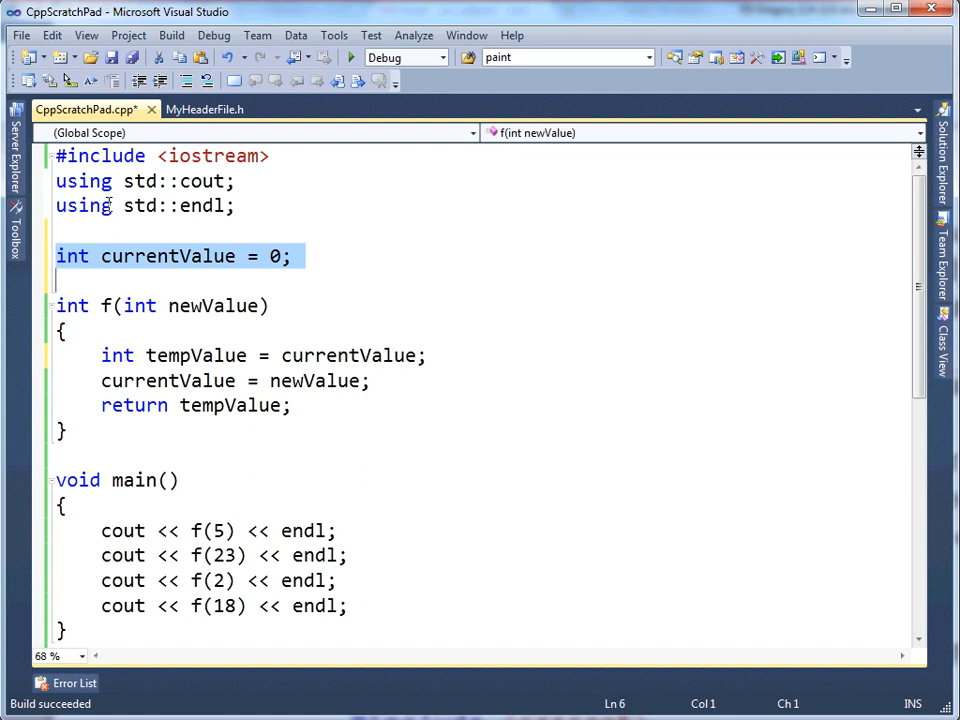 CppScratchPad - Microsoft Visual Studio
File Edit View Project Build Debug Team Data Tools Test Analyze Window Help
Debug paint
CppScratchPad.cpp* MyHeaderFile.h
(Global Scope) f(int newValue)
#include <iostream>
using std::cout;
using std::endl;
int currentValue = 0;
int f(int newValue)
{
int tempValue = currentValue;
currentValue = newValue;
return tempValue;
}
void main()
{
cout << f(5) << endl;
cout << f(23) << endl;
cout << f(2) << endl;
cout << f(18) << endl;
}
Server Explorer
Toolbox
Solution Explorer
Team Explorer
Class View
68 %
Error List
Build succeeded Ln 6 Col 1 Ch 1 INS